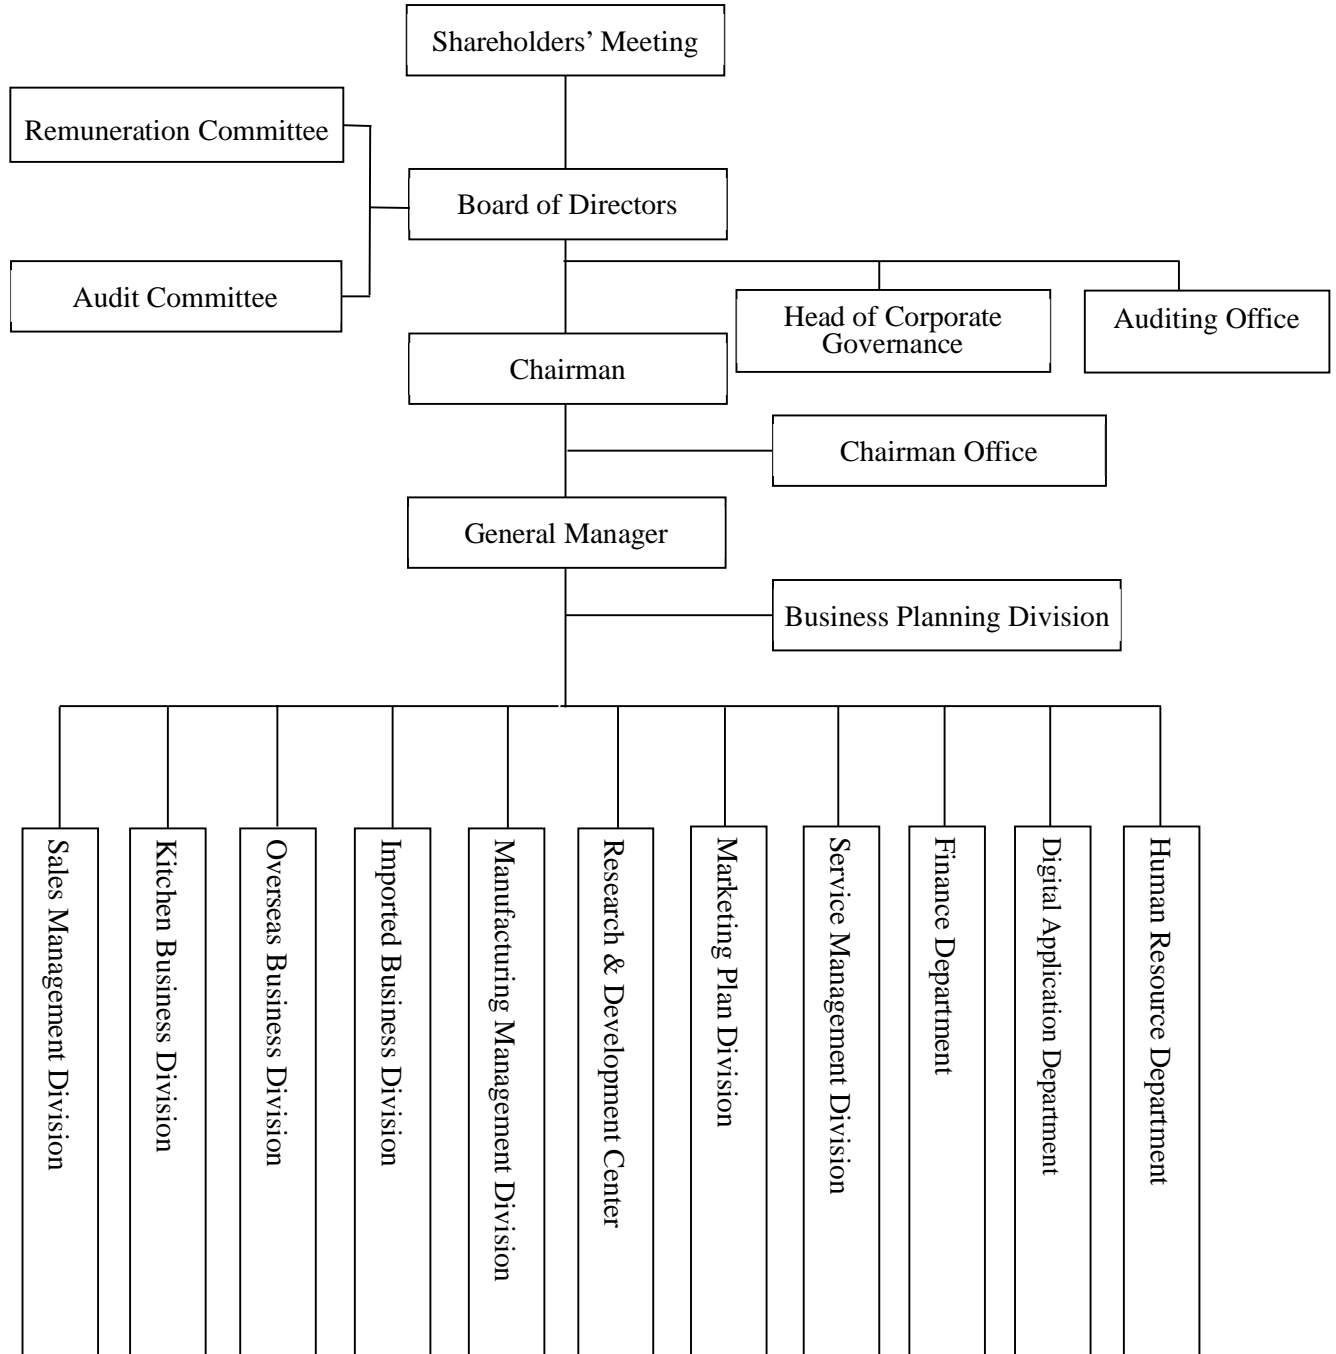 Shareholders’ Meeting
Remuneration Committee
Board of Directors
Audit Committee
Head of Corporate
Governance
Auditing Office
Chairman
Chairman Office
General Manager
Business Planning Division
Sales Management Division
Kitchen Business Division
Overseas Business Division
Imported Business Division
Manufacturing Management Division
Research & Development Center
Marketing Plan Division
Service Management Division
Finance Department
Digital Application Department
Human Resource Department